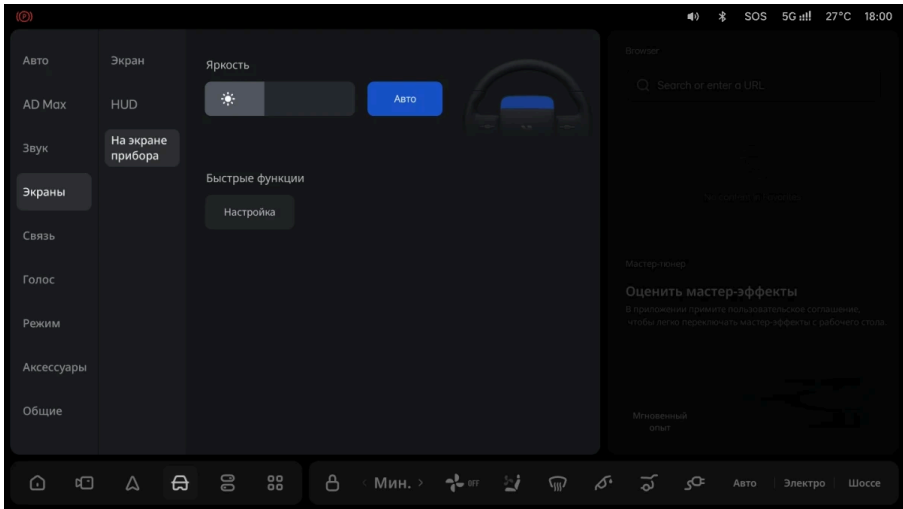 (P)
SOS 5G 27°C 18:00
Авто
AD Max
Звук
Экраны
Связь
Голос
Режим
Аксессуары
Общие
Экран
HUD
На экране
прибора
Яркость
Авто
Быстрые функции
Настройка
Browser
Search or enter a URL
Мастер-тюнер
Оценить мастер-эффекты
В приложении примите пользовательское соглашение,
чтобы легко переключать мастер-эффекты с рабочего стола.
Мгновенный
опыт
< Мин. > OFF Авто Электро Шоссе